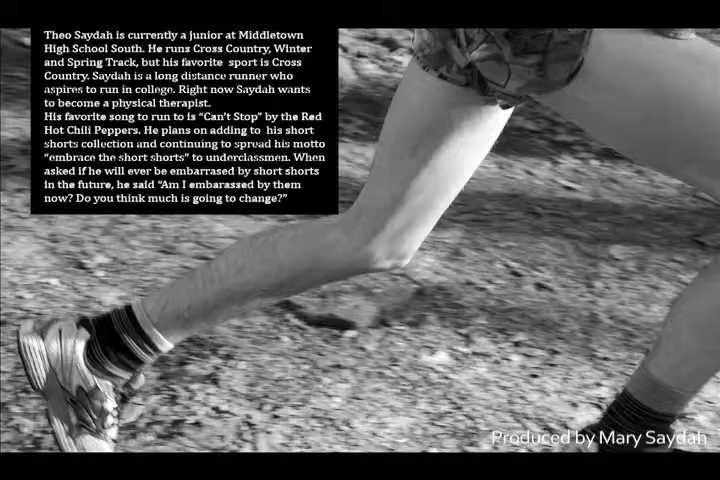 Theo Saydah is currently a junior at Middletown
High School South. He runs Cross Country, Winter
and Spring Track, but his favorite sport is Cross
Country. Saydah is a long distance runner who
aspires to run in college. Right now Saydah wants
to become a physical therapist.
His favorite song to run to is “Can’t Stop” by the Red
Hot Chili Peppers. He plans on adding to his short
shorts collection and continuing to spread his motto
“embrace the short shorts” to underclassmen. When
asked if he will ever be embarrased by short shorts
in the future, he said “Am I embarassed by them
now? Do you think much is going to change?”
Produced by Mary Saydah